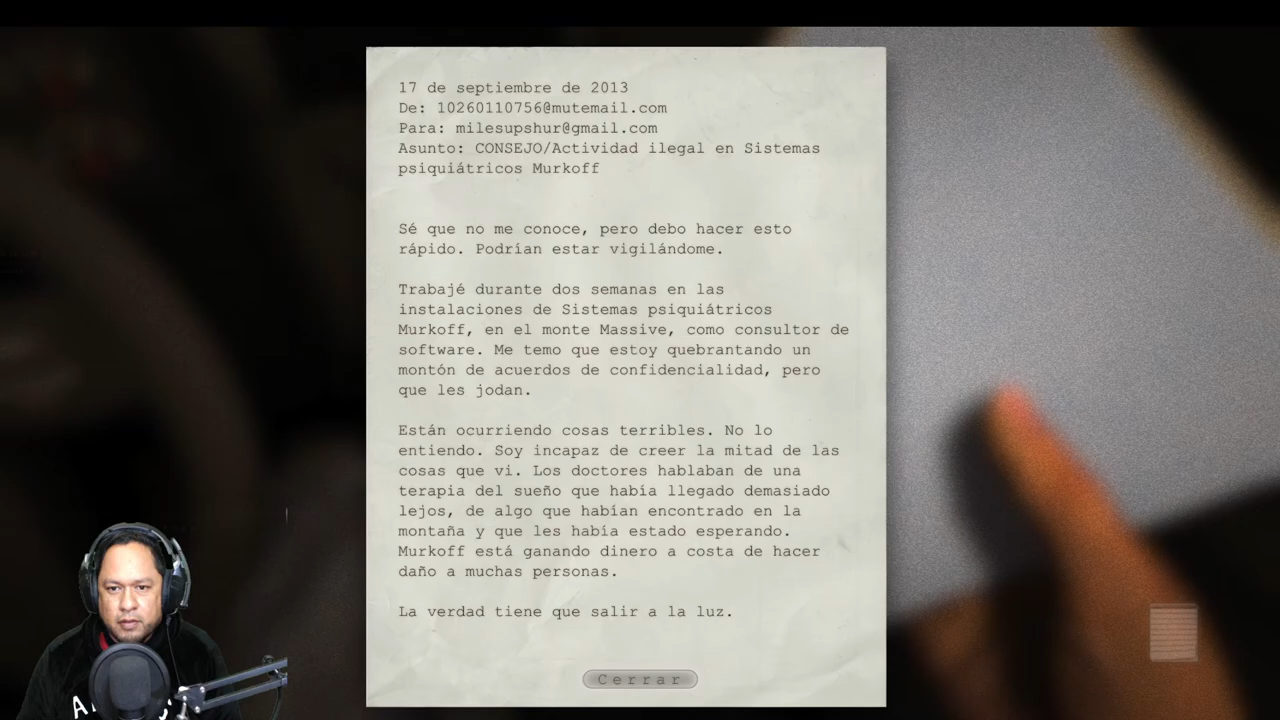 17 de septiembre de 2013
De: 10260110756@mutemail.com
Para: milesupshur@gmail.com
Asunto: CONSEJO/Actividad ilegal en Sistemas
psiquiátricos Murkoff
Sé que no me conoce, pero debo hacer esto
rápido. Podrían estar vigilándome.
Trabajé durante dos semanas en las
instalaciones de Sistemas psiquiátricos
Murkoff, en el monte Massive, como consultor de
software. Me temo que estoy quebrantando un
montón de acuerdos de confidencialidad, pero
que les jodan.
Están ocurriendo cosas terribles. No lo
entiendo. Soy incapaz de creer la mitad de las
cosas que vi. Los doctores hablaban de una
terapia del sueño que había llegado demasiado
lejos, de algo que habían encontrado en la
montaña y que les había estado esperando.
Murkoff está ganando dinero a costa de hacer
daño a muchas personas.
La verdad tiene que salir a la luz.
Cerrar